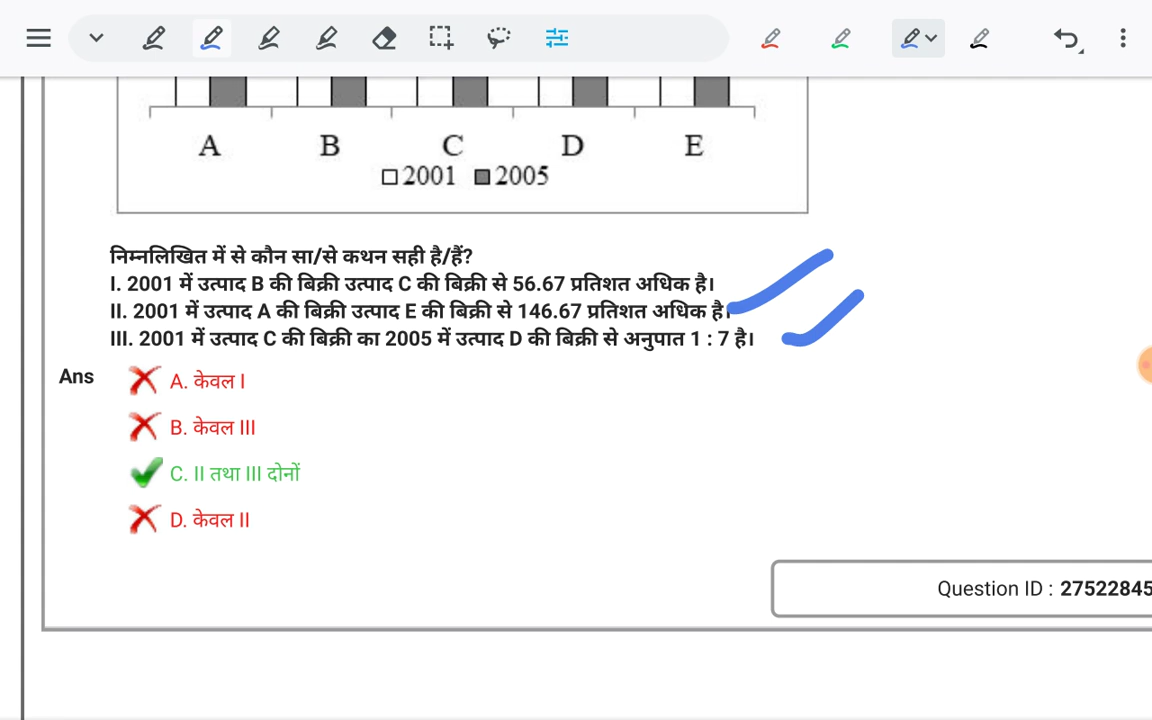 A B C D E
2001 2005
निम्नलिखित में से कौन सा/से कथन सही है/हैं?
I. 2001 में उत्पाद B की बिक्री उत्पाद C की बिक्री से 56.67 प्रतिशत अधिक है।
II. 2001 में उत्पाद A की बिक्री उत्पाद E की बिक्री से 146.67 प्रतिशत अधिक है।
III. 2001 में उत्पाद C की बिक्री का 2005 में उत्पाद D की बिक्री से अनुपात 1 : 7 है।
Ans A. केवल I
B. केवल III
C. II तथा III दोनों
D. केवल II
Question ID : 27522845